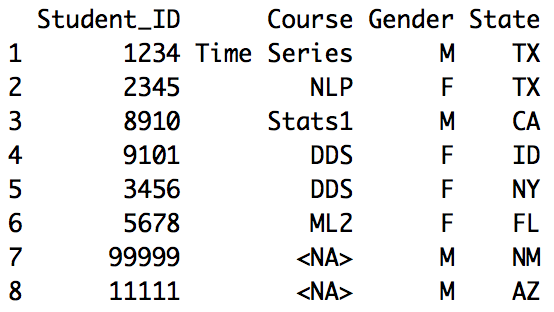 Student_ID Course Gender State
1 1234 Time Series M TX
2 2345 NLP F TX
3 8910 Stats1 M CA
4 9101 DDS F ID
5 3456 DDS F NY
6 5678 ML2 F FL
7 99999 <NA> M NM
8 11111 <NA> M AZ